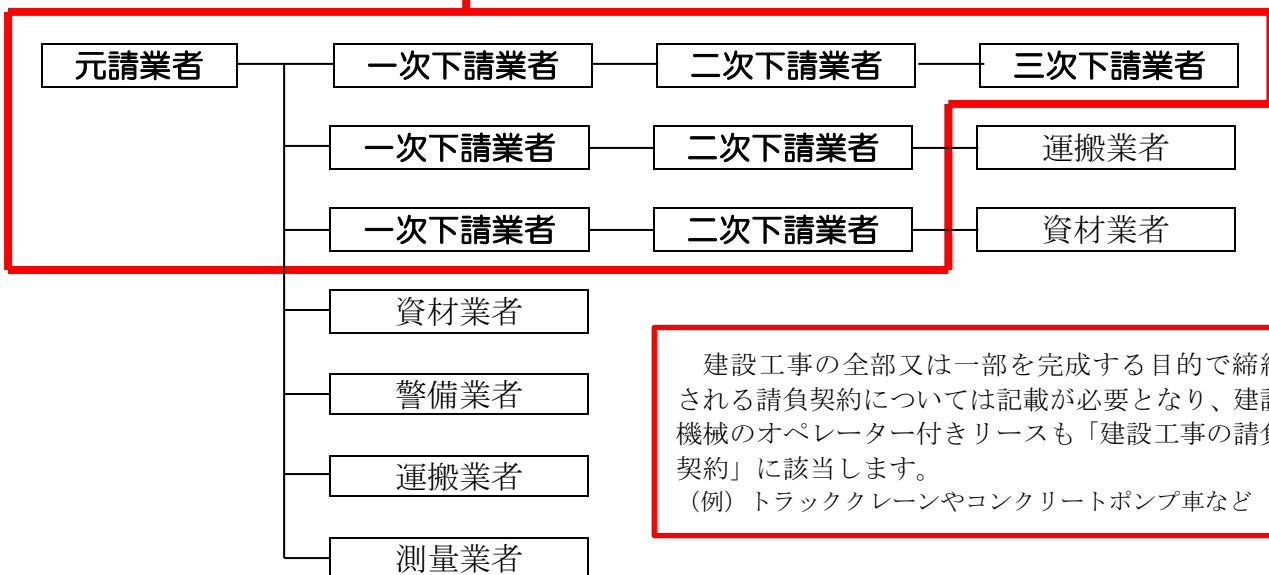 元請業者 一次下請業者 二次下請業者 三次下請業者
一次下請業者 二次下請業者 運搬業者
一次下請業者 二次下請業者 資材業者
資材業者
警備業者
運搬業者
測量業者
建設工事の全部又は一部を完成する目的で締
される請負契約については記載が必要となり、建
機械のオペレーター付きリースも「建設工事の請
契約」に該当します。
（例）トラッククレーンやコンクリートポンプ車など